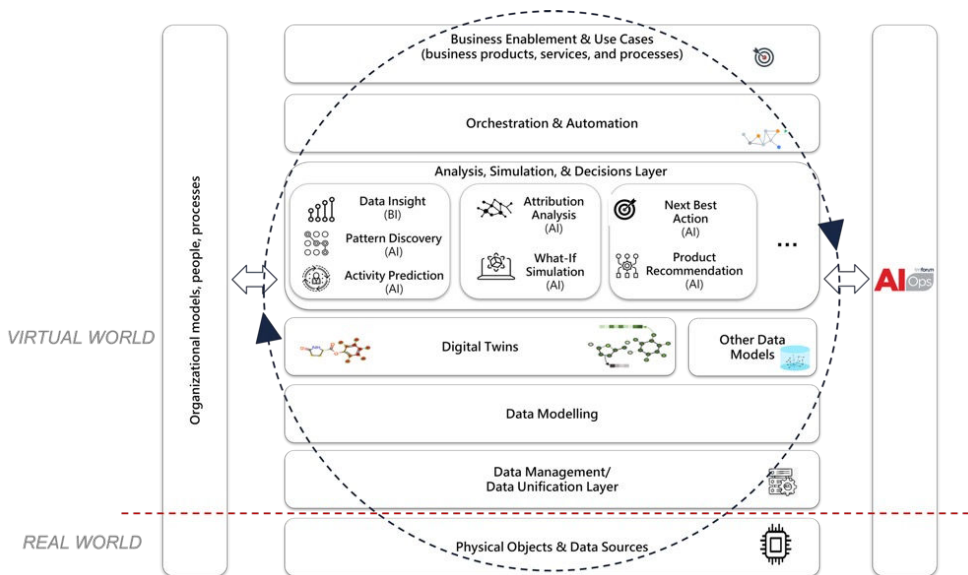 Business Enablement & Use Cases
(business products, services, and processes)
Orchestration & Automation
Analysis, Simulation, & Decisions Layer
Data Insight
(BI)
Pattern Discovery
(AI)
Activity Prediction
(AI)
Attribution
Analysis
(AI)
What-If
Simulation
(AI)
Next Best
Action
(AI)
Product
Recommendation
(AI)
...
Organizational models, people, processes
AI
Ops
VIRTUAL WORLD
Digital Twins
Other Data
Models
Data Modelling
Data Management/
Data Unification Layer
REAL WORLD
Physical Objects & Data Sources